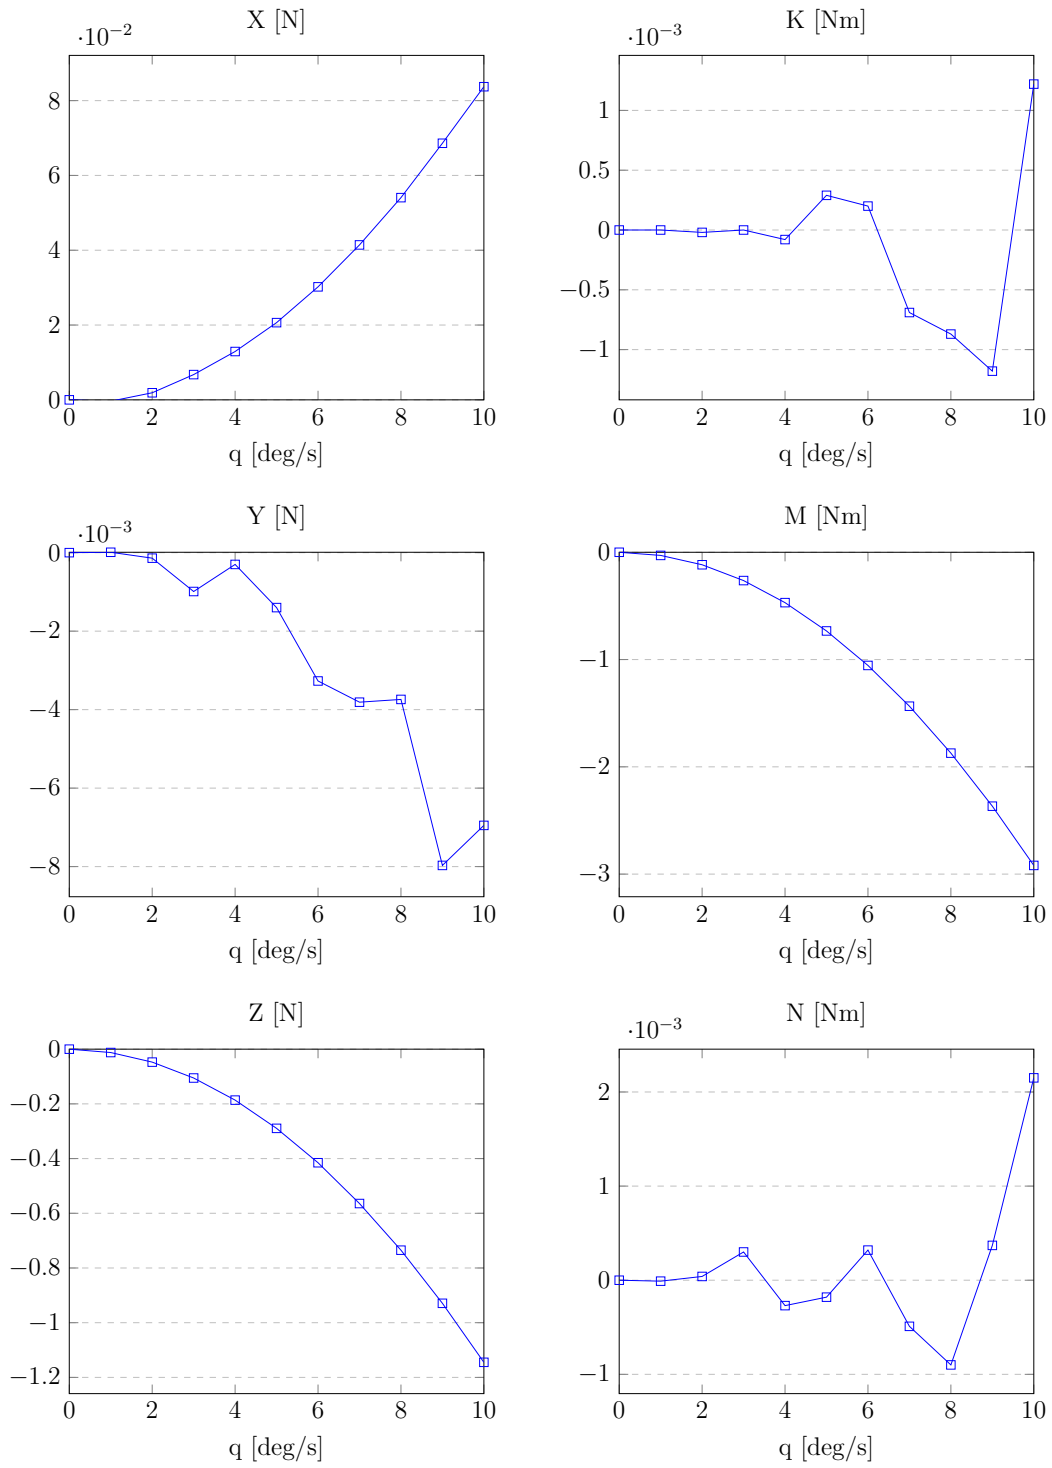 X [N]
·10⁻²
8
6
4
2
0
0 2 4 6 8 10
q [deg/s]
K [Nm]
·10⁻³
1
0.5
0
−0.5
−1
0 2 4 6 8 10
q [deg/s]
Y [N]
·10⁻³
0
−2
−4
−6
−8
0 2 4 6 8 10
q [deg/s]
M [Nm]
0
−1
−2
−3
0 2 4 6 8 10
q [deg/s]
Z [N]
0
−0.2
−0.4
−0.6
−0.8
−1
−1.2
0 2 4 6 8 10
q [deg/s]
N [Nm]
·10⁻³
2
1
0
−1
0 2 4 6 8 10
q [deg/s]